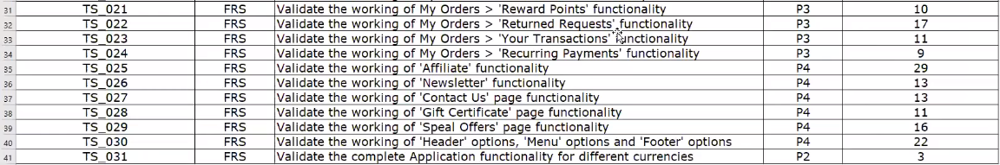 31 TS_021 FRS Validate the working of My Orders > 'Reward Points' functionality P3 10
32 TS_022 FRS Validate the working of My Orders > 'Returned Requests' functionality P3 17
33 TS_023 FRS Validate the working of My Orders > 'Your Transactions' functionality P3 11
34 TS_024 FRS Validate the working of My Orders > 'Recurring Payments' functionality P3 9
35 TS_025 FRS Validate the working of 'Affiliate' functionality P4 29
36 TS_026 FRS Validate the working of 'Newsletter' functionality P4 13
37 TS_027 FRS Validate the working of 'Contact Us' page functionality P4 13
38 TS_028 FRS Validate the working of 'Gift Certificate' page functionality P4 11
39 TS_029 FRS Validate the working of 'Speal Offers' page functionality P4 16
40 TS_030 FRS Validate the working of 'Header' options, 'Menu' options and 'Footer' options P4 22
41 TS_031 FRS Validate the complete Application functionality for different currencies P2 3